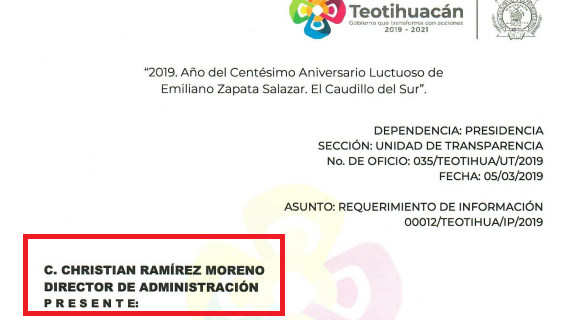 Teotihuacán
Gobierno que transforma con acciones
2019 - 2021
“2019. Año del Centésimo Aniversario Luctuoso de
Emiliano Zapata Salazar. El Caudillo del Sur”.
DEPENDENCIA: PRESIDENCIA
SECCIÓN: UNIDAD DE TRANSPARENCIA
No. DE OFICIO: 035/TEOTIHUA/UT/2019
FECHA: 05/03/2019
ASUNTO: REQUERIMIENTO DE INFORMACIÓN
00012/TEOTIHUA/IP/2019
C. CHRISTIAN RAMÍREZ MORENO
DIRECTOR DE ADMINISTRACIÓN
P R E S E N T E: